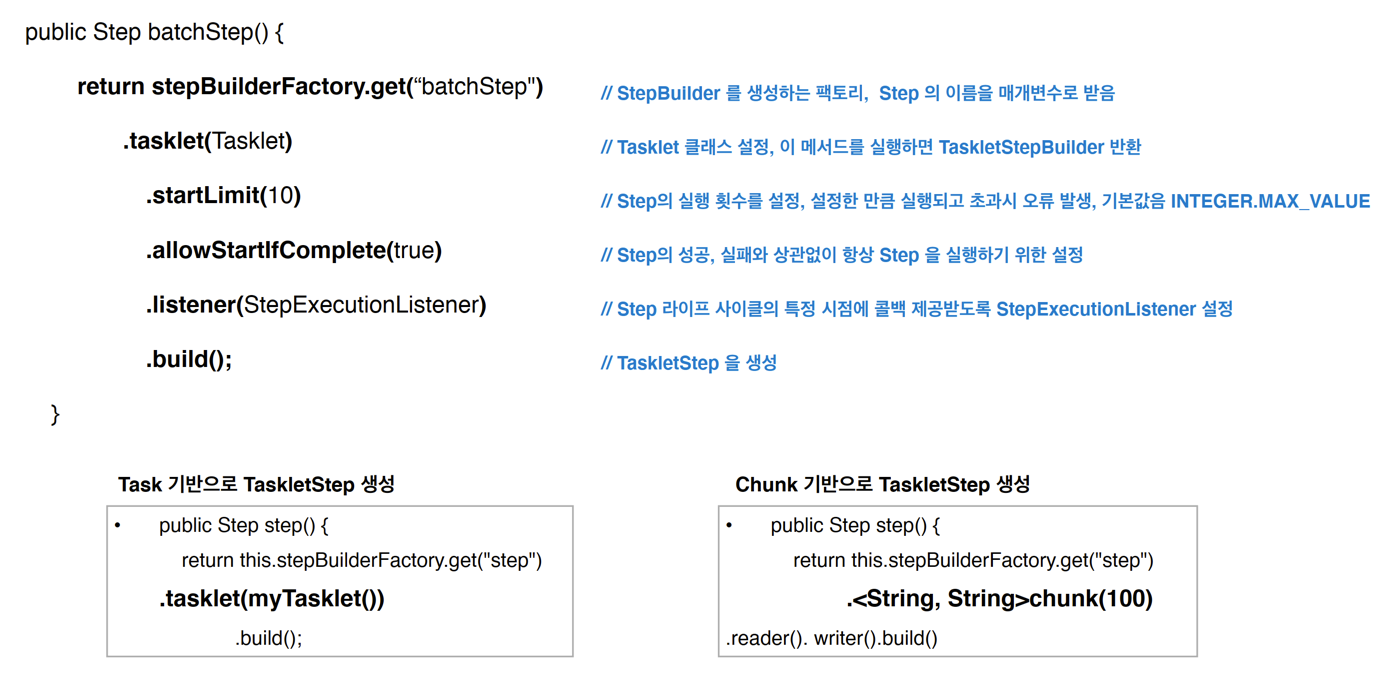 public Step batchStep() {
return stepBuilderFactory.get(“batchStep") // StepBuilder 를 생성하는 팩토리, Step 의 이름을 매개변수로 받음
.tasklet(Tasklet) // Tasklet 클래스 설정, 이 메서드를 실행하면 TaskletStepBuilder 반환
.startLimit(10) // Step의 실행 횟수를 설정, 설정한 만큼 실행되고 초과시 오류 발생, 기본값음 INTEGER.MAX_VALUE
.allowStartIfComplete(true) // Step의 성공, 실패와 상관없이 항상 Step 을 실행하기 위한 설정
.listener(StepExecutionListener) // Step 라이프 사이클의 특정 시점에 콜백 제공받도록 StepExecutionListener 설정
.build(); // TaskletStep 을 생성
}
Task 기반으로 TaskletStep 생성
• public Step step() {
return this.stepBuilderFactory.get("step")
.tasklet(myTasklet())
.build();
Chunk 기반으로 TaskletStep 생성
• public Step step() {
return this.stepBuilderFactory.get("step")
.<String, String>chunk(100)
.reader(). writer().build()